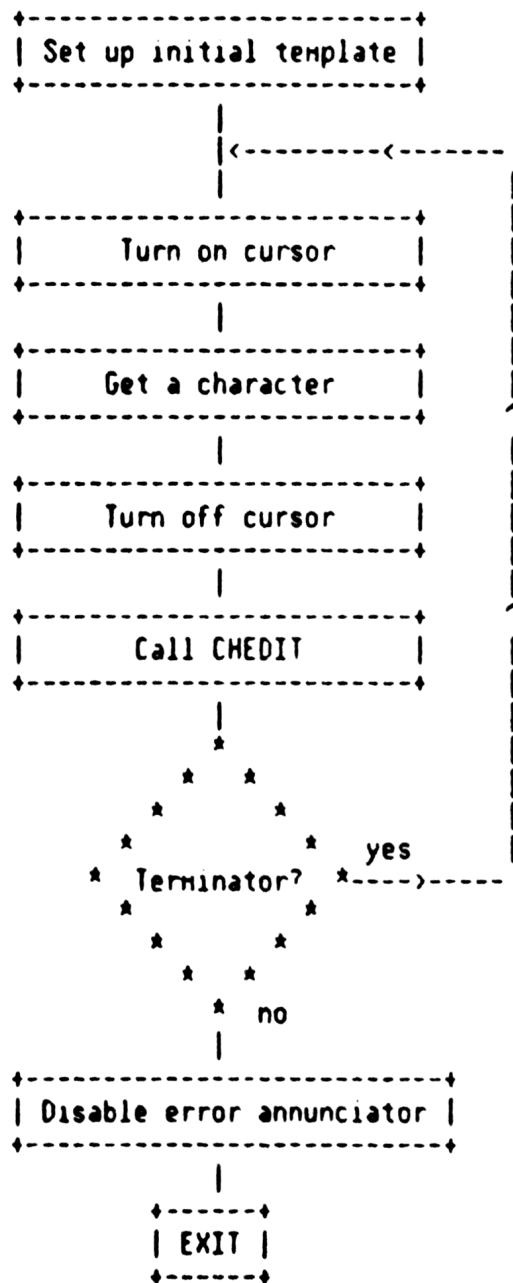 Set up initial template
Turn on cursor
Get a character
Turn off cursor
Call CHEDIT
yes
Terminator?
no
Disable error annunciator
EXIT